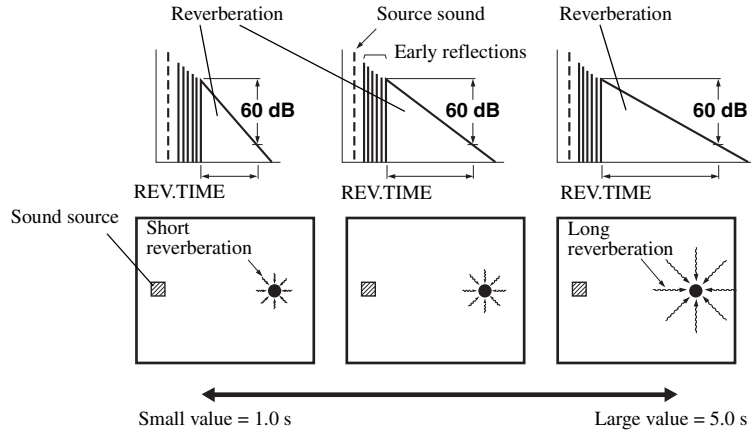 Reverberation
Source sound
Early reflections
Reverberation
60 dB
60 dB
60 dB
REV.TIME
REV.TIME
REV.TIME
Sound source
Short
reverberation
Long
reverberation
Small value = 1.0 s
Large value = 5.0 s